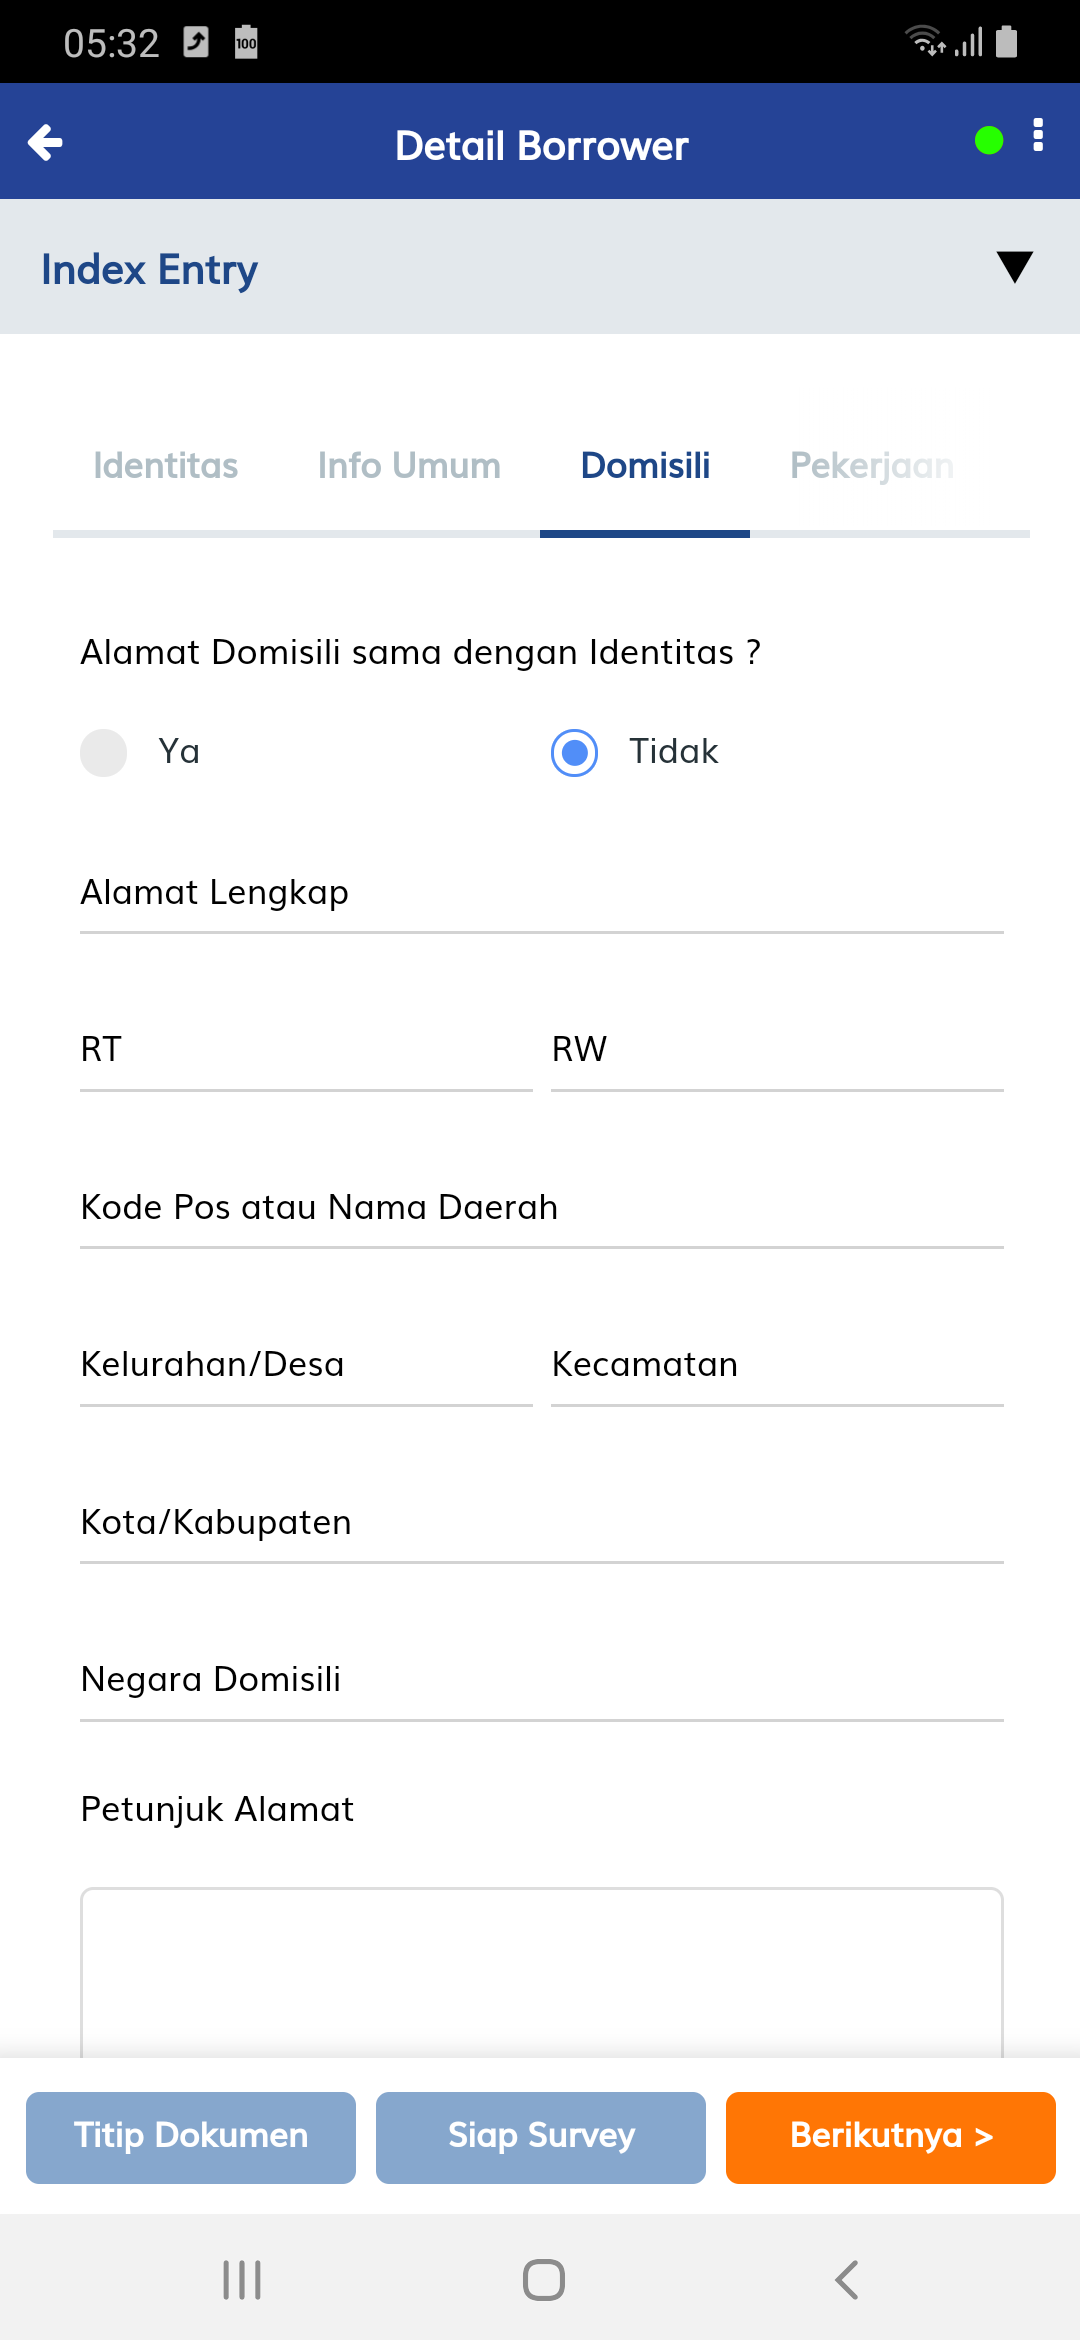 05:32
100
Detail Borrower
Index Entry
Identitas Info Umum Domisili Pekerjaan
Alamat Domisili sama dengan Identitas ?
Ya Tidak
Alamat Lengkap
RT RW
Kode Pos atau Nama Daerah
Kelurahan/Desa Kecamatan
Kota/Kabupaten
Negara Domisili
Petunjuk Alamat
Titip Dokumen Siap Survey Berikutnya >